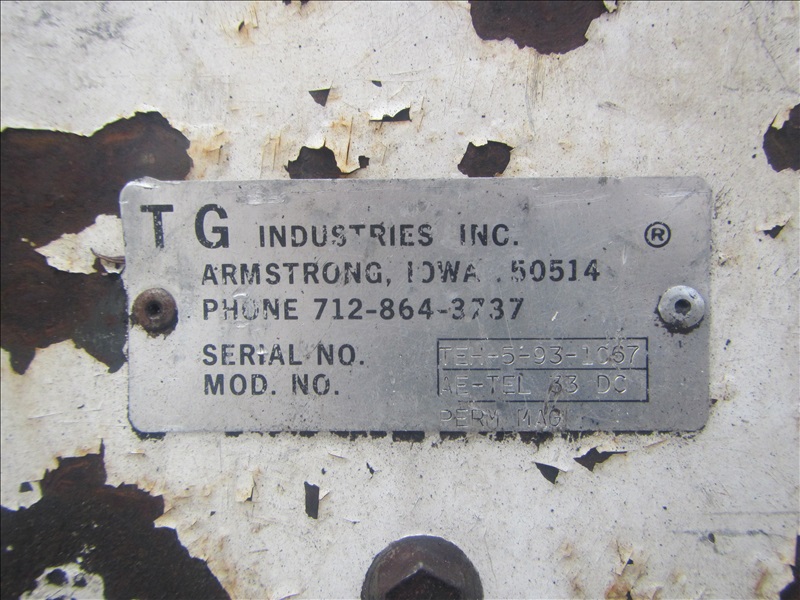 TG INDUSTRIES INC. ®
ARMSTRONG, IOWA 50514
PHONE 712-864-3737
SERIAL NO. TEH-5-93-1067
MOD. NO. AE-TEL 33 DC
PERM MAG